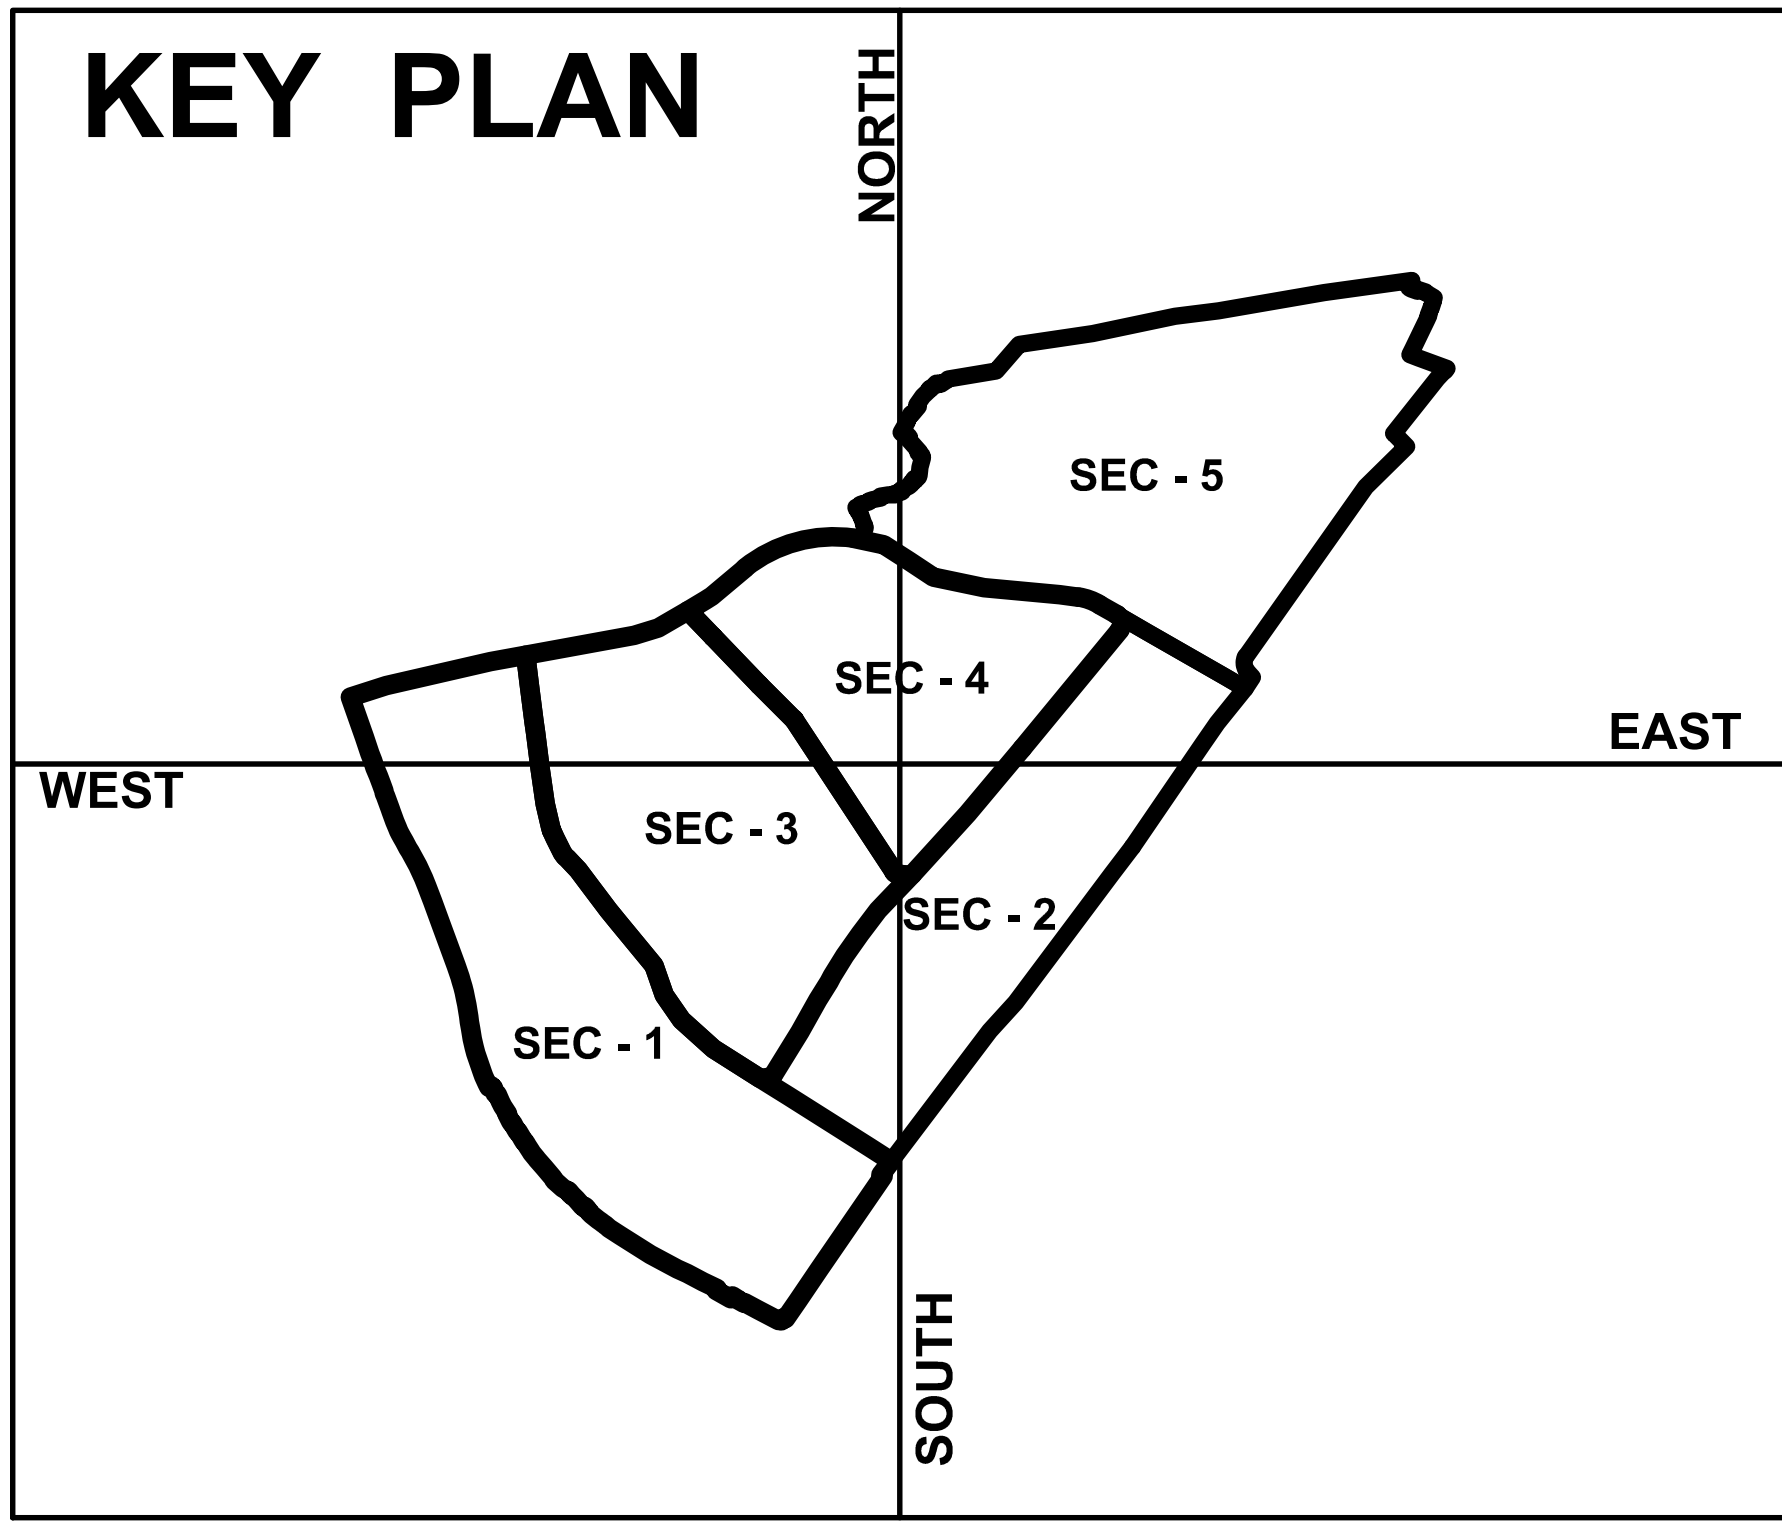 KEY PLAN
NORTH
SEC - 5
SEC - 4
EAST
WEST
SEC - 3
SEC - 2
SEC - 1
SOUTH